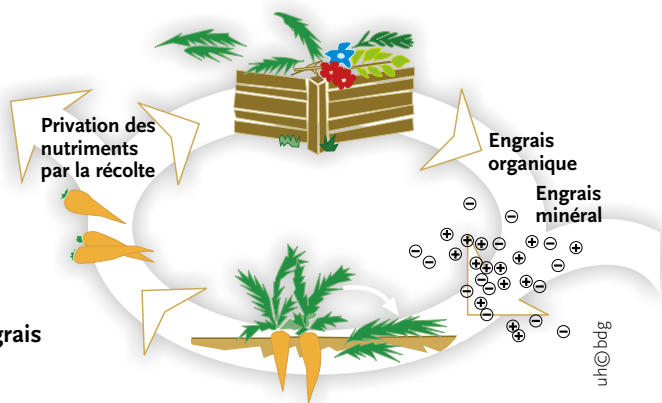 Privation des
nutriments
par la récolte
Engrais
organique
Engrais
minéral
grais
uh©bdg